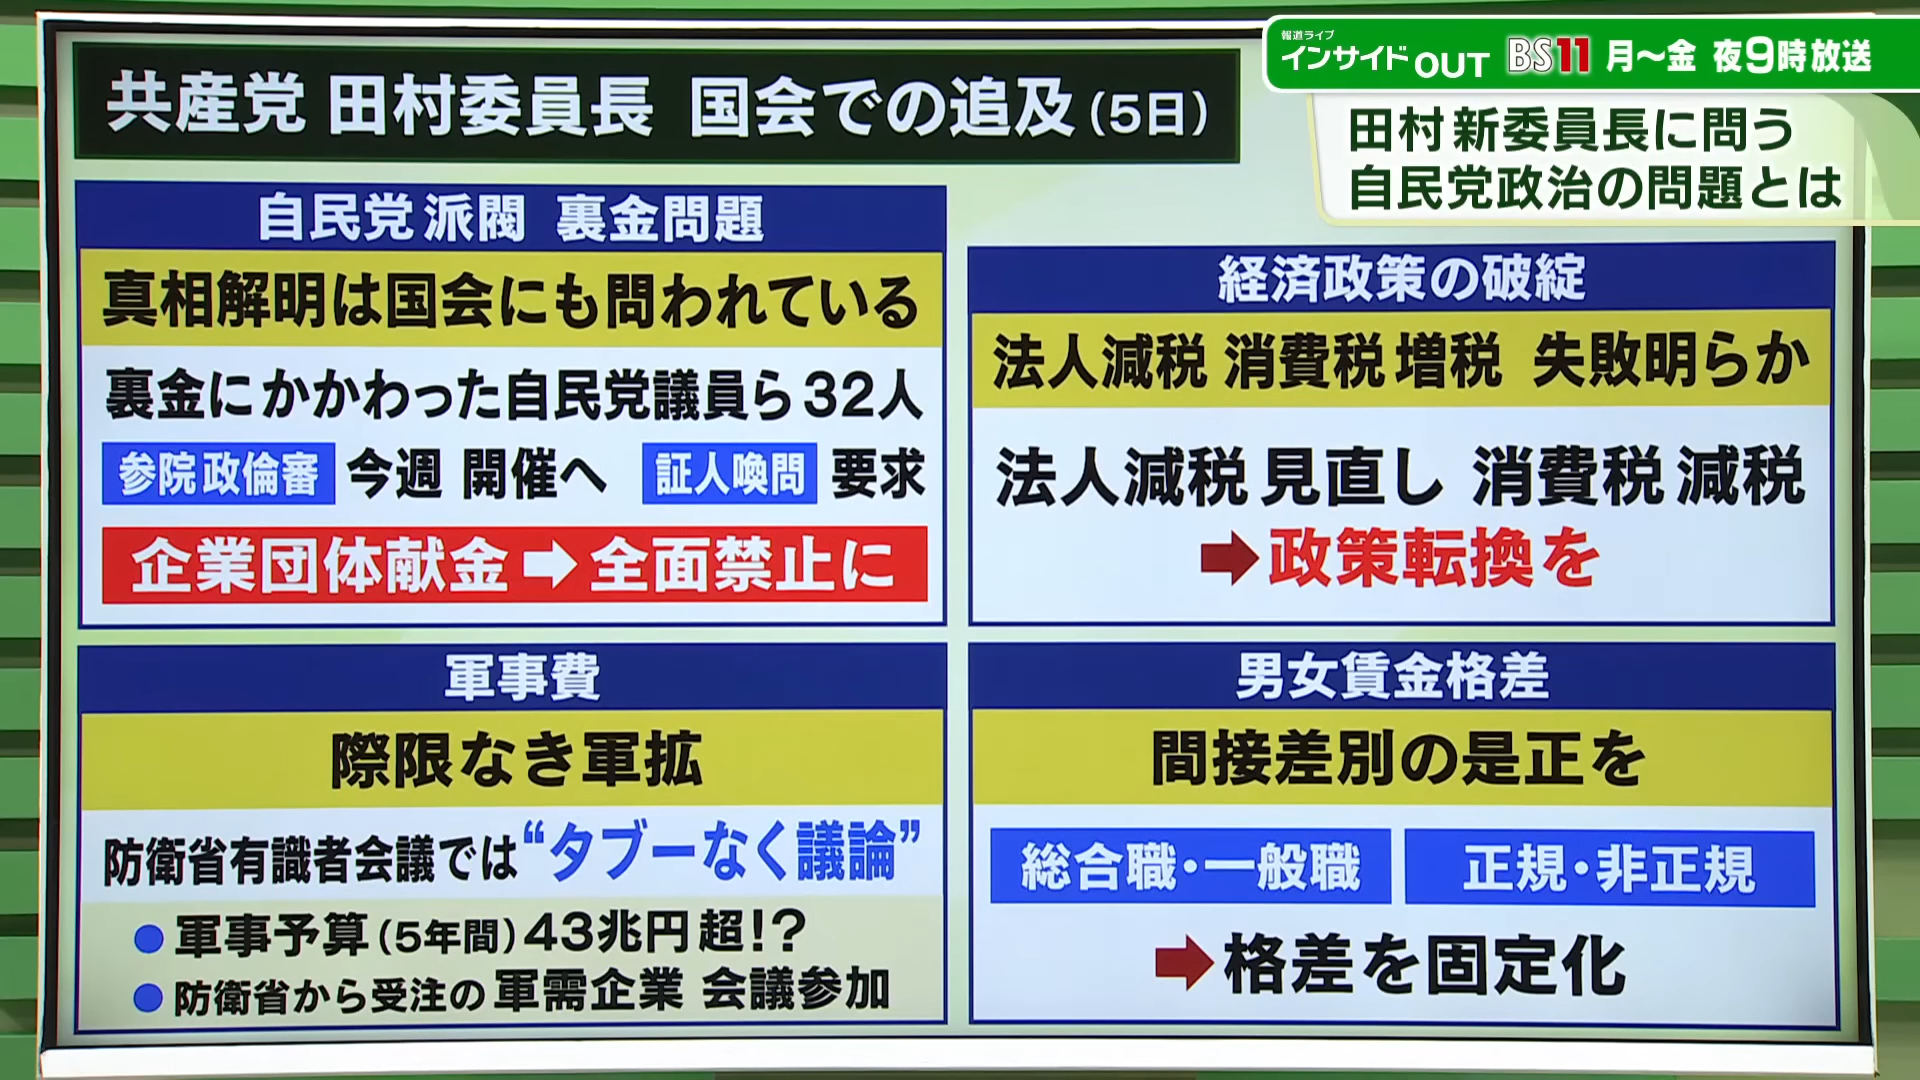 報道ライブ
インサイドOUT BS11 月〜金 夜9時放送
田村新委員長に問う
自民党政治の問題とは
共産党 田村委員長 国会での追及(5日)
自民党派閥 裏金問題
真相解明は国会にも問われている
裏金にかかわった自民党議員ら32人
参院政倫審 今週 開催へ 証人喚問 要求
企業団体献金➡全面禁止に
経済政策の破綻
法人減税 消費税増税 失敗明らか
法人減税見直し 消費税減税
➡政策転換を
軍事費
際限なき軍拡
防衛省有識者会議では“タブーなく議論”
●軍事予算(5年間)43兆円超!?
●防衛省から受注の軍需企業 会議参加
男女賃金格差
間接差別の是正を
総合職・一般職 正規・非正規
➡格差を固定化